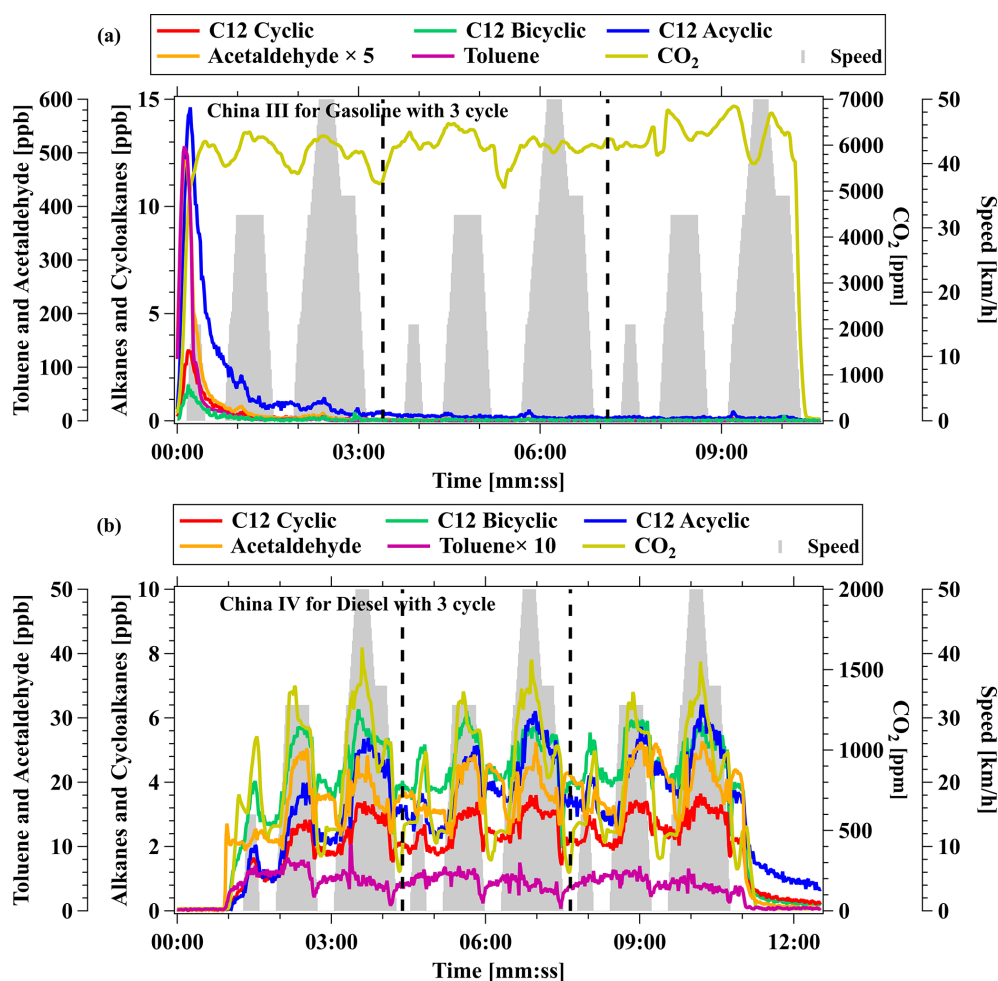 (a)
C12 Cyclic C12 Bicyclic C12 Acyclic
Acetaldehyde × 5 Toluene CO2 Speed
China III for Gasoline with 3 cycle
Toluene and Acetaldehyde [ppb]
600
500
400
300
200
100
0
Alkanes and Cycloalkanes [ppb]
15
10
5
0
7000
6000
5000
4000
3000
2000
1000
0
CO2 [ppm]
50
40
30
20
10
0
Speed [km/h]
00:00 03:00 06:00 09:00
Time [mm:ss]
(b)
C12 Cyclic C12 Bicyclic C12 Acyclic
Acetaldehyde Toluene× 10 CO2 Speed
China IV for Diesel with 3 cycle
Toluene and Acetaldehyde [ppb]
50
40
30
20
10
0
Alkanes and Cycloalkanes [ppb]
10
8
6
4
2
0
2000
1500
1000
500
0
CO2 [ppm]
50
40
30
20
10
0
Speed [km/h]
00:00 03:00 06:00 09:00 12:00
Time [mm:ss]